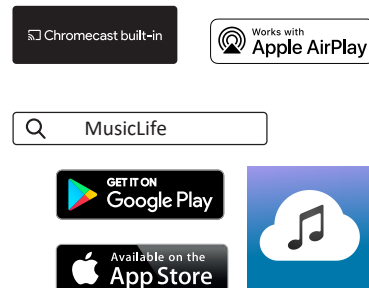 Chromecast built-in
Works with
Apple AirPlay
MusicLife
GET IT ON
Google Play
Available on the
App Store